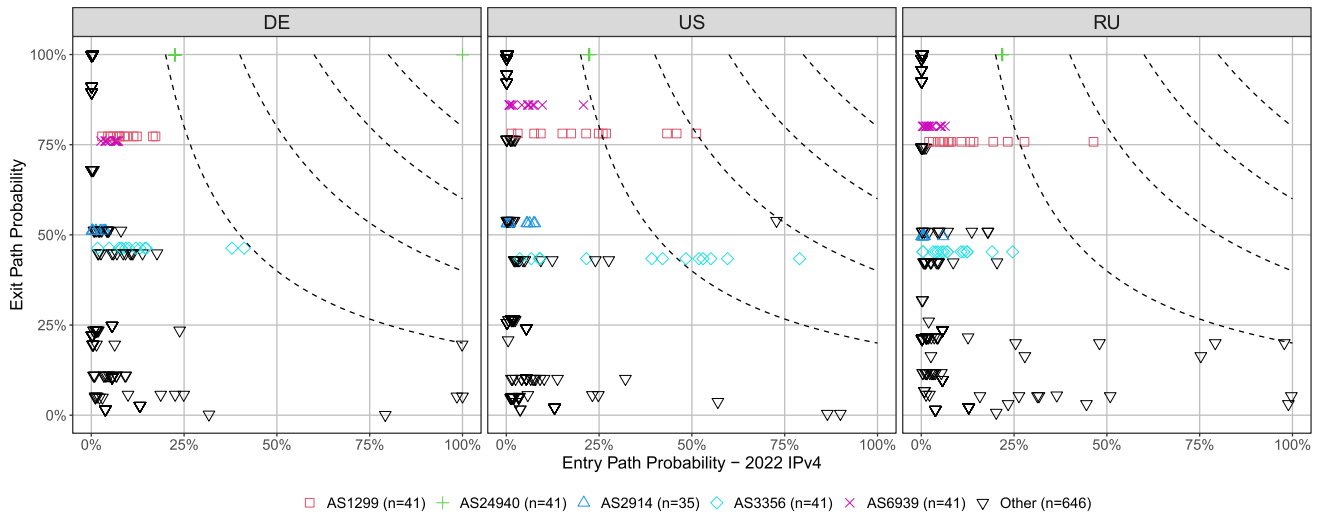 DE US RU
100%
75%
50%
25%
0%
Exit Path Probability
0% 25% 50% 75% 100% 0% 25% 50% 75% 100% 0% 25% 50% 75% 100%
Entry Path Probability − 2022 IPv4
AS1299 (n=41) AS24940 (n=41) AS2914 (n=35) AS3356 (n=41) AS6939 (n=41) Other (n=646)